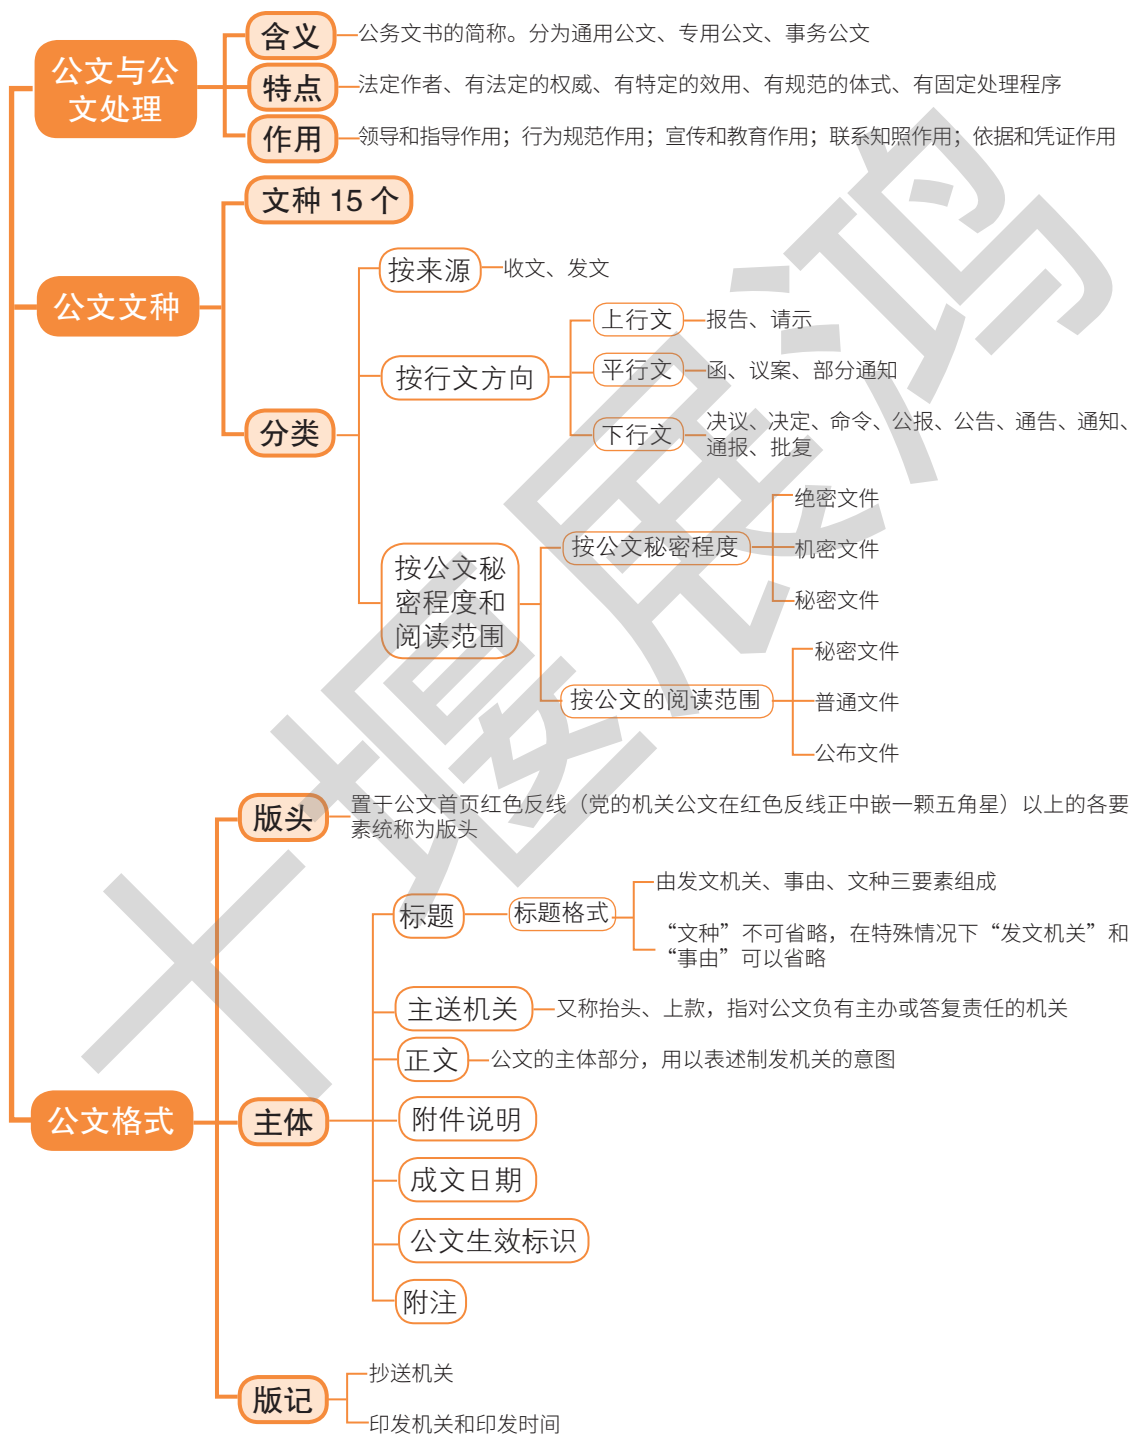 公文与公
文处理
含义
公务文书的简称。分为通用公文、专用公文、事务公文
特点
法定作者、有法定的权威、有特定的效用、有规范的体式、有固定处理程序
作用
领导和指导作用；行为规范作用；宣传和教育作用；联系知照作用；依据和凭证作用
公文文种
文种 15 个
分类
按来源
收文、发文
按行文方向
上行文
报告、请示
平行文
函、议案、部分通知
下行文
决议、决定、命令、公报、公告、通告、通知、
通报、批复
按公文秘
密程度和
阅读范围
按公文秘密程度
绝密文件
机密文件
秘密文件
按公文的阅读范围
秘密文件
普通文件
公布文件
公文格式
版头
置于公文首页红色反线（党的机关公文在红色反线正中嵌一颗五角星）以上的各要
素统称为版头
主体
标题
标题格式
由发文机关、事由、文种三要素组成
“文种”不可省略，在特殊情况下“发文机关”和
“事由”可以省略
主送机关
又称抬头、上款，指对公文负有主办或答复责任的机关
正文
公文的主体部分，用以表述制发机关的意图
附件说明
成文日期
公文生效标识
附注
版记
抄送机关
印发机关和印发时间
十堰展鸿